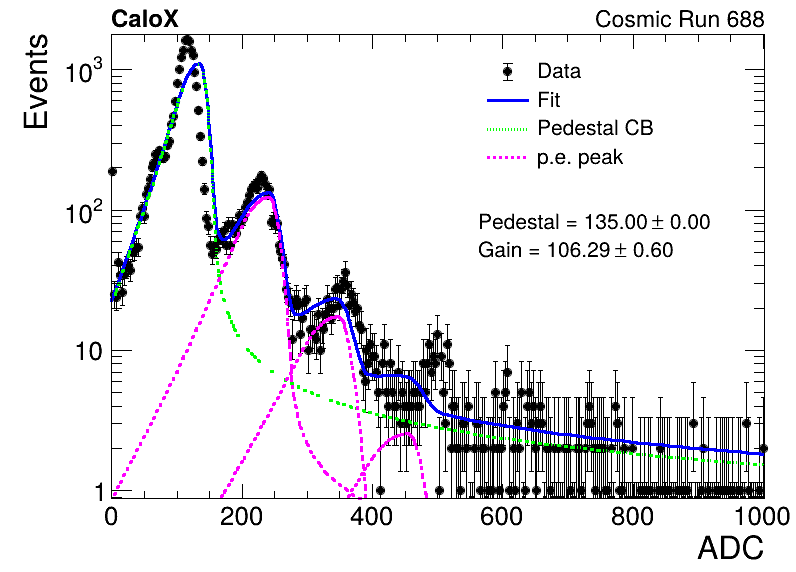 CaloX Cosmic Run 688
Events
10³
10²
10
1
Data
Fit
Pedestal CB
p.e. peak
Pedestal = 135.00 ± 0.00
Gain = 106.29 ± 0.60
0 200 400 600 800 1000
ADC